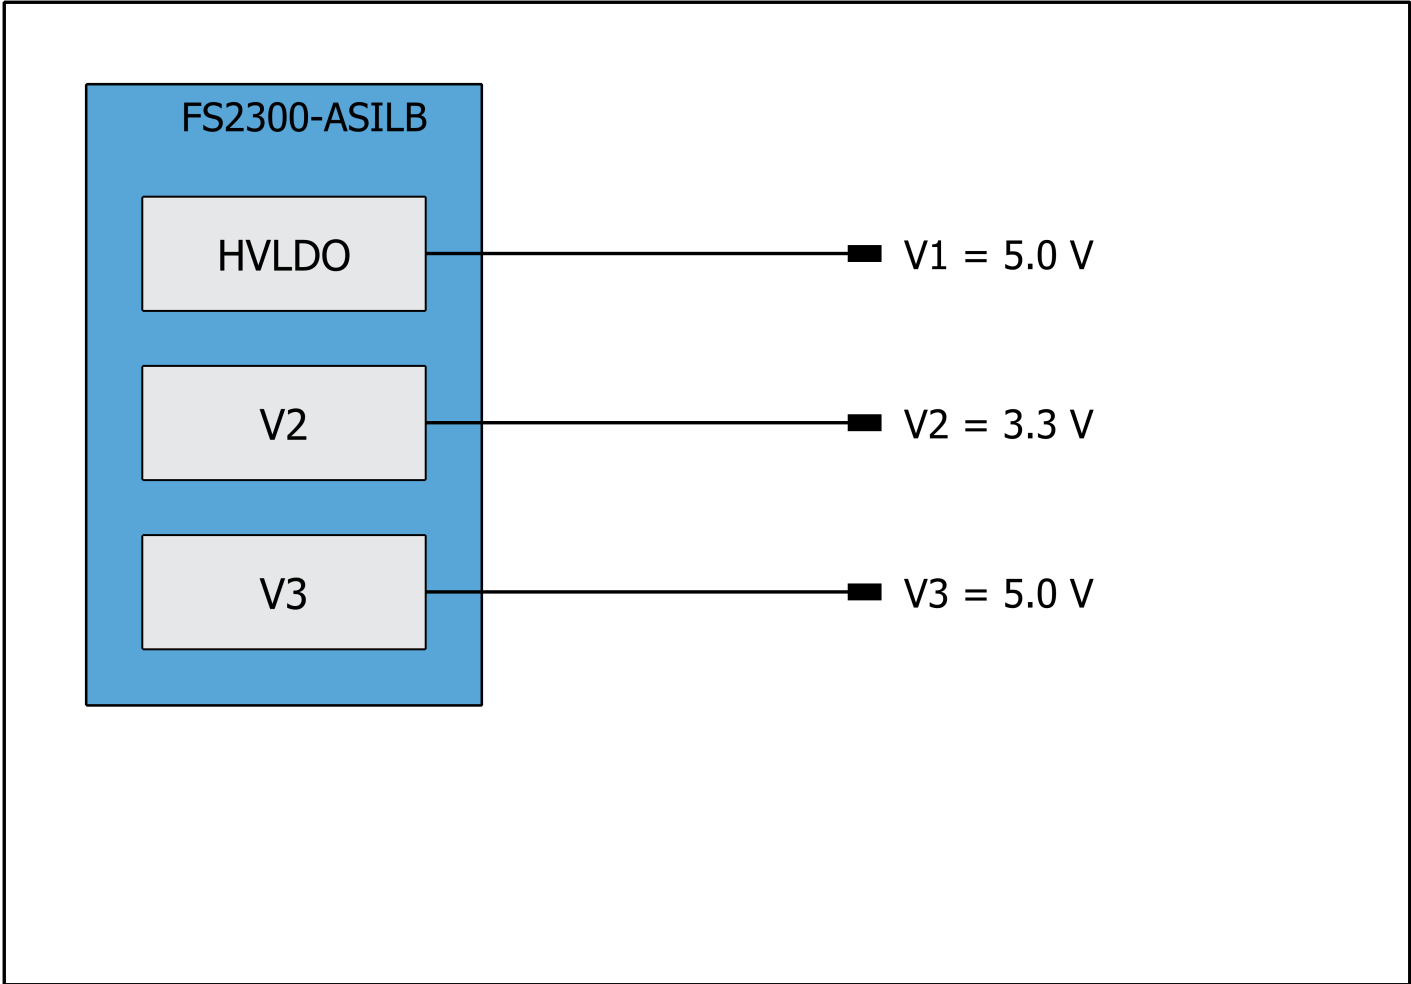 FS2300-ASILB
HVLDO
V1 = 5.0 V
V2
V2 = 3.3 V
V3
V3 = 5.0 V